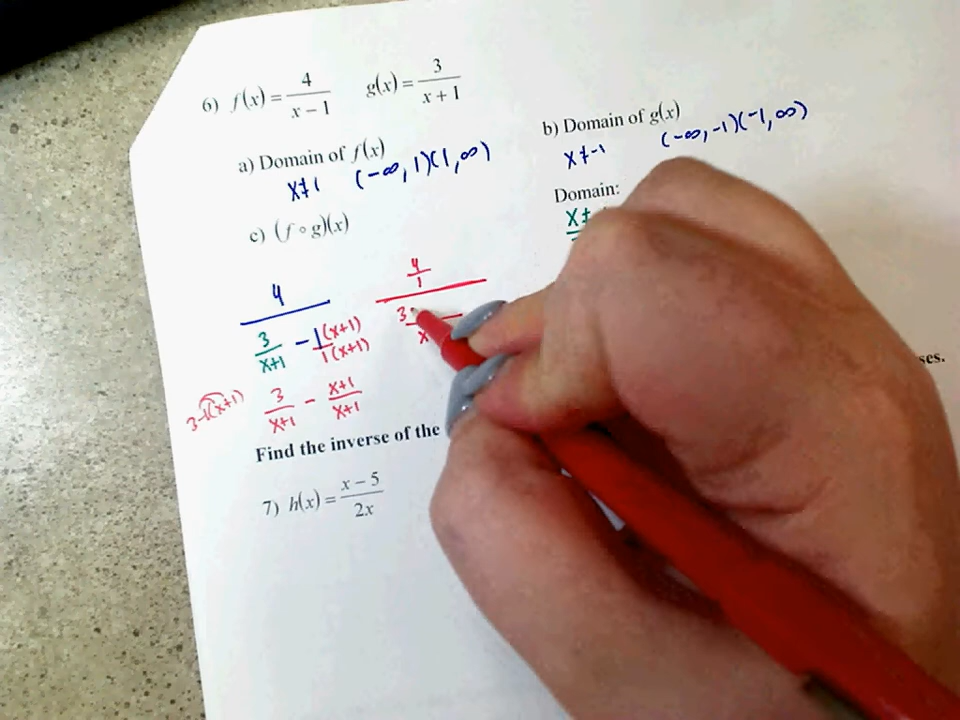 6) f(x) = 4/(x − 1) g(x) = 3/(x + 1)
a) Domain of f(x)
x≠1 (-∞, 1)(1, ∞)
b) Domain of g(x)
x≠-1 (-∞, -1)(-1, ∞)
Domain:
x≠
c) (f ∘ g)(x)
4
3/(x+1) - 1(x+1)/1(x+1)
4/1
3
x
3-1(x+1)
3/(x+1) - (x+1)/(x+1)
Find the inverse of the
ses.
7) h(x) = (x − 5)/2x